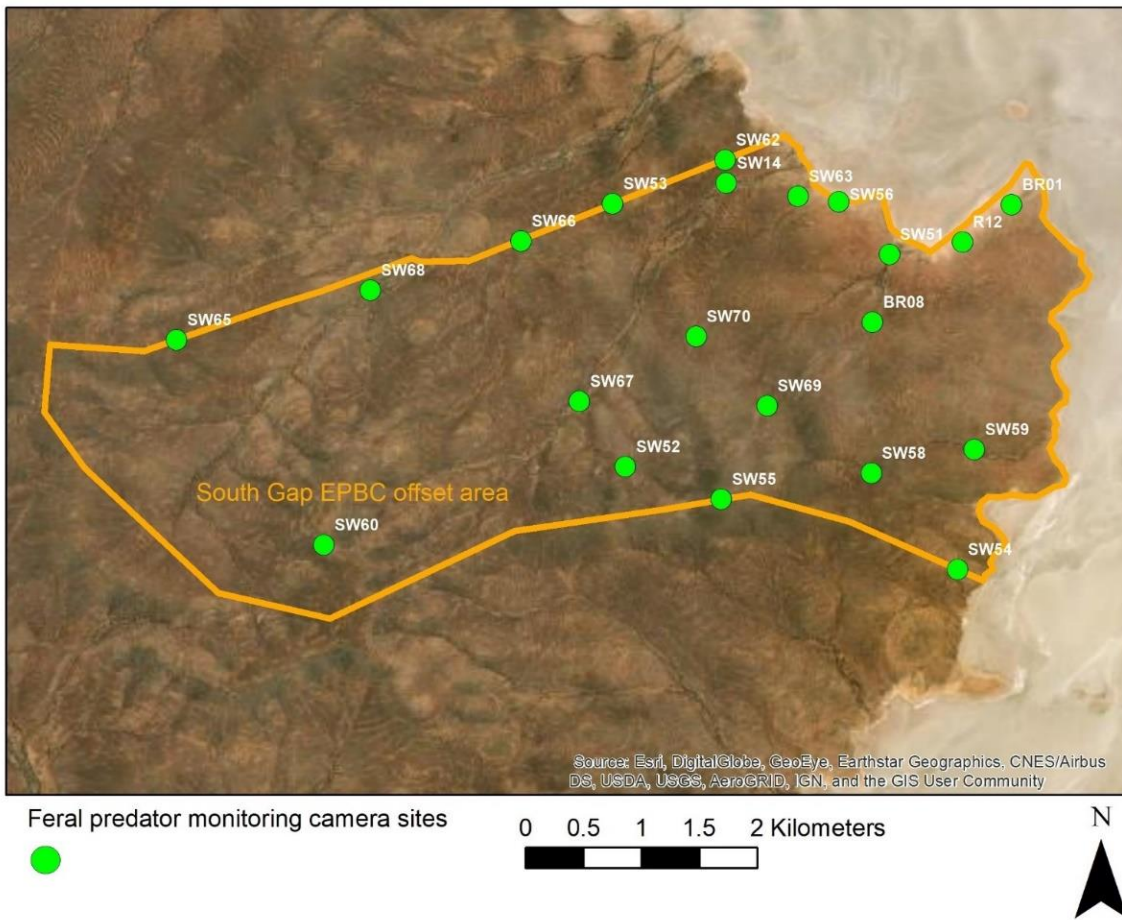 SW62
SW14
SW63
SW53
SW56
BR01
SW66
R12
SW51
SW68
BR08
SW65
SW70
SW67
SW69
SW59
SW52
SW58
SW55
South Gap EPBC offset area
SW60
SW54
Source: Esri, DigitalGlobe, GeoEye, Earthstar Geographics, CNES/Airbus
DS, USDA, USGS, AeroGRID, IGN, and the GIS User Community
Feral predator monitoring camera sites
0 0.5 1 1.5 2 Kilometers
N